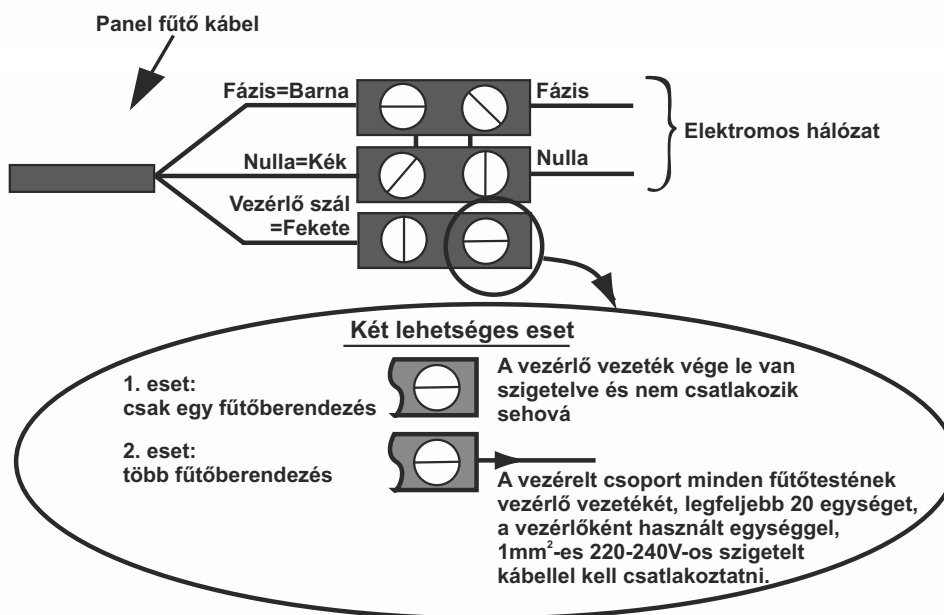 Panel fűtő kábel
Fázis=Barna
Fázis
Elektromos hálózat
Nulla=Kék
Nulla
Vezérlő szál
=Fekete
Két lehetséges eset
1. eset:
csak egy fűtőberendezés
A vezérlő vezeték vége le van
szigetelve és nem csatlakozik
sehová
2. eset:
több fűtőberendezés
A vezérelt csoport minden fűtőtestének
vezérlő vezetékét, legfeljebb 20 egységet,
a vezérlőként használt egységgel,
1mm²-es 220-240V-os szigetelt
kábellel kell csatlakoztatni.